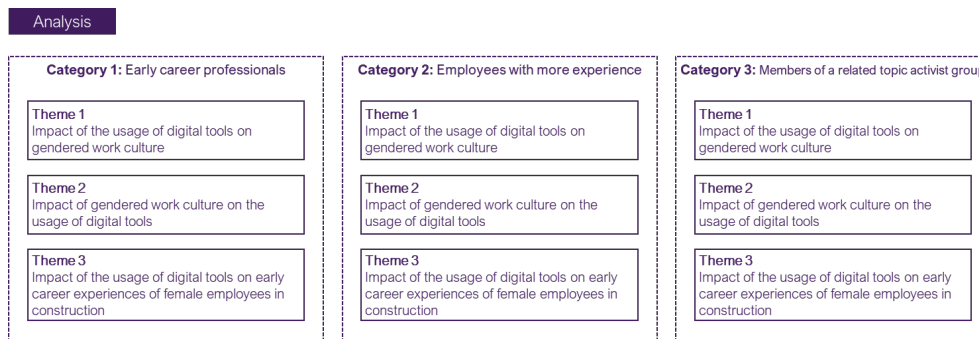 Analysis
Category 1: Early career professionals
Theme 1
Impact of the usage of digital tools on
gendered work culture
Theme 2
Impact of gendered work culture on the
usage of digital tools
Theme 3
Impact of the usage of digital tools on early
career experiences of female employees in
construction
Category 2: Employees with more experience
Theme 1
Impact of the usage of digital tools on
gendered work culture
Theme 2
Impact of gendered work culture on the
usage of digital tools
Theme 3
Impact of the usage of digital tools on early
career experiences of female employees in
construction
Category 3: Members of a related topic activist group
Theme 1
Impact of the usage of digital tools on
gendered work culture
Theme 2
Impact of gendered work culture on the
usage of digital tools
Theme 3
Impact of the usage of digital tools on early
career experiences of female employees in
construction